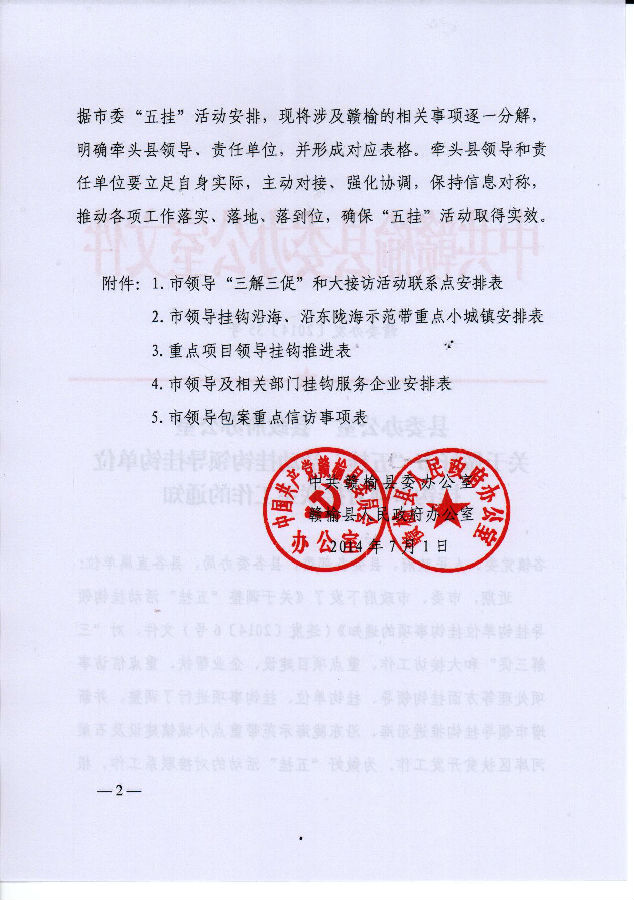 据市委“五挂”活动安排，现将涉及赣榆的相关事项逐一分解，
明确牵头县领导、责任单位，并形成对应表格。牵头县领导和责
任单位要立足自身实际，主动对接、强化协调，保持信息对称，
推动各项工作落实、落地、落到位，确保“五挂”活动取得实效。
附件：1.市领导“三解三促”和大接访活动联系点安排表
2.市领导挂钩沿海、沿东陇海示范带重点小城镇安排表
3.重点项目领导挂钩推进表
4.市领导及相关部门挂钩服务企业安排表
5.市领导包案重点信访事项表
中共赣榆县委办公室
赣榆县人民政府办公室
2014年7月1日
中国共产党赣榆县委员会
办公室
赣榆县人民政府办公室
—2—